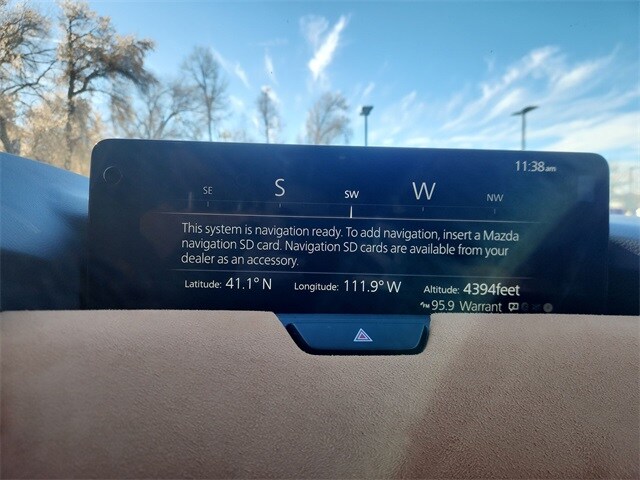 11:38am
SE S SW W NW
This system is navigation ready. To add navigation, insert a Mazda
navigation SD card. Navigation SD cards are available from your
dealer as an accessory.
Latitude: 41.1° N Longitude: 111.9° W Altitude: 4394feet
FM 95.9 Warrant